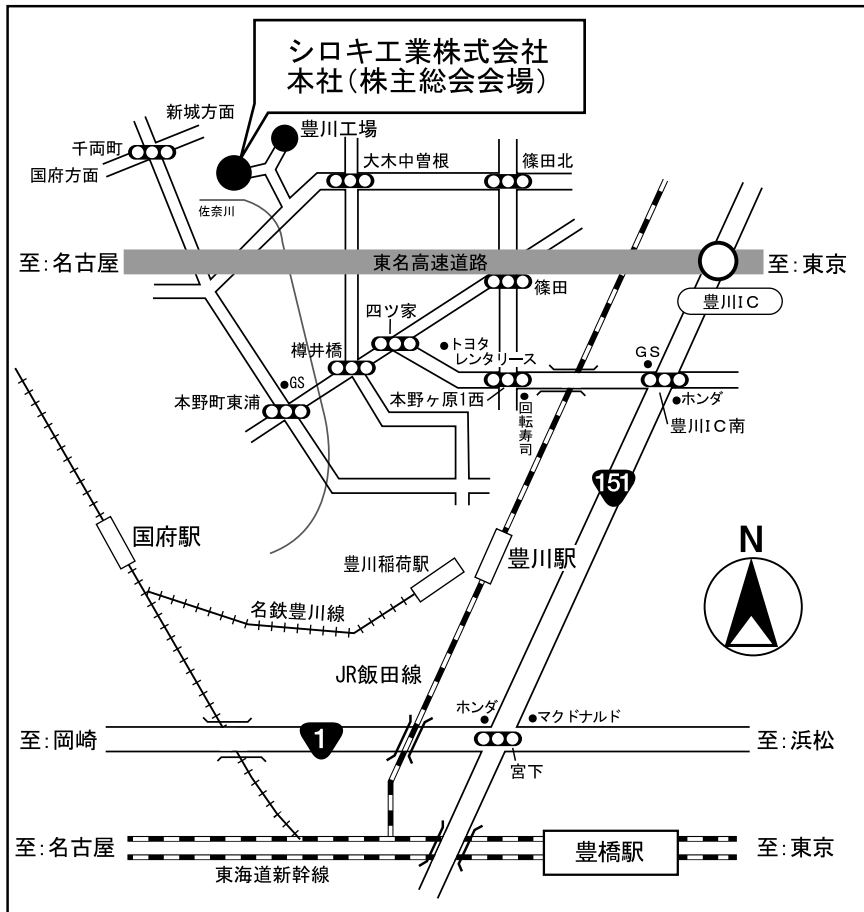 シロキ工業株式会社
本社(株主総会会場)
新城方面
千両町
国府方面
豊川工場
大木中曽根
篠田北
佐奈川
至:名古屋
東名高速道路
至:東京
豊川IC
篠田
四ツ家
トヨタ
レンタリース
樽井橋
GS
GS
本野町東浦
本野ヶ原1西
回転寿司
ホンダ
豊川IC南
151
国府駅
豊川稲荷駅
豊川駅
N
名鉄豊川線
JR飯田線
ホンダ
マクドナルド
至:岡崎
1
至:浜松
宮下
至:名古屋
豊橋駅
至:東京
東海道新幹線